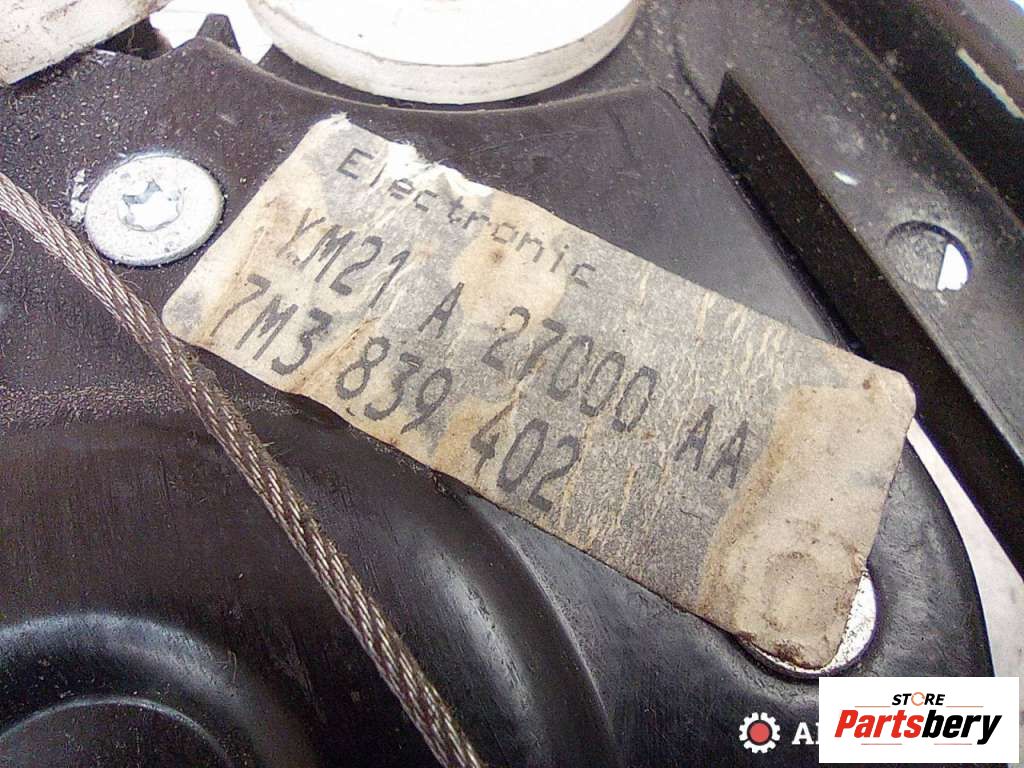 Electronic
YM21 A 27000 AA
7M3 839 402
STORE
Partsbery